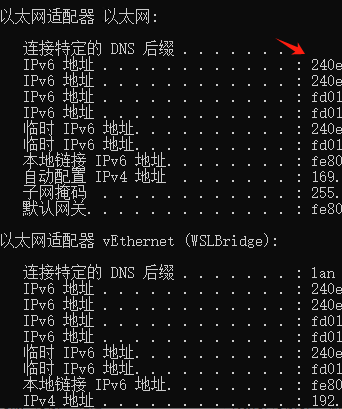 以太网适配器 以太网:
连接特定的 DNS 后缀 . . . . . . . :
IPv6 地址 . . . . . . . . . . . . : 240e
IPv6 地址 . . . . . . . . . . . . : 240e
IPv6 地址 . . . . . . . . . . . . : fd01
IPv6 地址 . . . . . . . . . . . . : fd01
临时 IPv6 地址. . . . . . . . . . : 240e
临时 IPv6 地址. . . . . . . . . . : fd01
本地链接 IPv6 地址. . . . . . . . : fe80
自动配置 IPv4 地址 . . . . . . . : 169.
子网掩码 . . . . . . . . . . . . : 255.
默认网关. . . . . . . . . . . . . : fe80
以太网适配器 vEthernet (WSLBridge):
连接特定的 DNS 后缀 . . . . . . . : lan
IPv6 地址 . . . . . . . . . . . . : 240e
IPv6 地址 . . . . . . . . . . . . : 240e
IPv6 地址 . . . . . . . . . . . . : fd01
IPv6 地址 . . . . . . . . . . . . : fd01
临时 IPv6 地址. . . . . . . . . . : 240e
临时 IPv6 地址. . . . . . . . . . : fd01
本地链接 IPv6 地址. . . . . . . . : fe80
IPv4 地址 . . . . . . . . . . . . : 192.